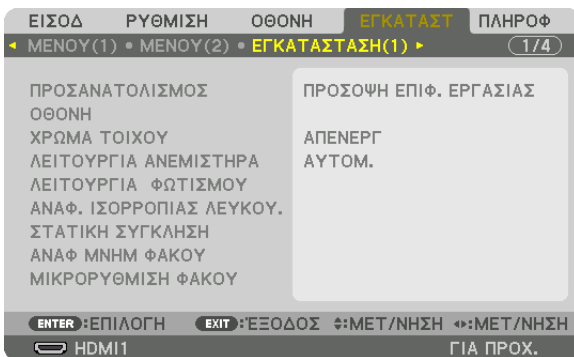 ΕΙΣΟΔ ΡΥΘΜΙΣΗ ΟΘΟΝΗ ΕΓΚΑΤΑΣΤ ΠΛΗΡΟΦ
◂ ΜΕΝΟΥ(1) • ΜΕΝΟΥ(2) • ΕΓΚΑΤΑΣΤΑΣΗ(1) ▸ 1/4
ΠΡΟΣΑΝΑΤΟΛΙΣΜΟΣ ΠΡΟΣΟΨΗ ΕΠΙΦ. ΕΡΓΑΣΙΑΣ
ΟΘΟΝΗ
ΧΡΩΜΑ ΤΟΙΧΟΥ ΑΠΕΝΕΡΓ
ΛΕΙΤΟΥΡΓΙΑ ΑΝΕΜΙΣΤΗΡΑ ΑΥΤΟΜ.
ΛΕΙΤΟΥΡΓΙΑ ΦΩΤΙΣΜΟΥ
ΑΝΑΦ. ΙΣΟΡΡΟΠΙΑΣ ΛΕΥΚΟΥ.
ΣΤΑΤΙΚΗ ΣΥΓΚΛΗΣΗ
ΑΝΑΦ ΜΝΗΜ ΦΑΚΟΥ
ΜΙΚΡΟΡΥΘΜΙΣΗ ΦΑΚΟΥ
ENTER :ΕΠΙΛΟΓΗ EXIT :ΈΞΟΔΟΣ ♦:ΜΕΤ/ΝΗΣΗ ◂▸:ΜΕΤ/ΝΗΣΗ
HDMI1 ΓΙΑ ΠΡΟΧ.